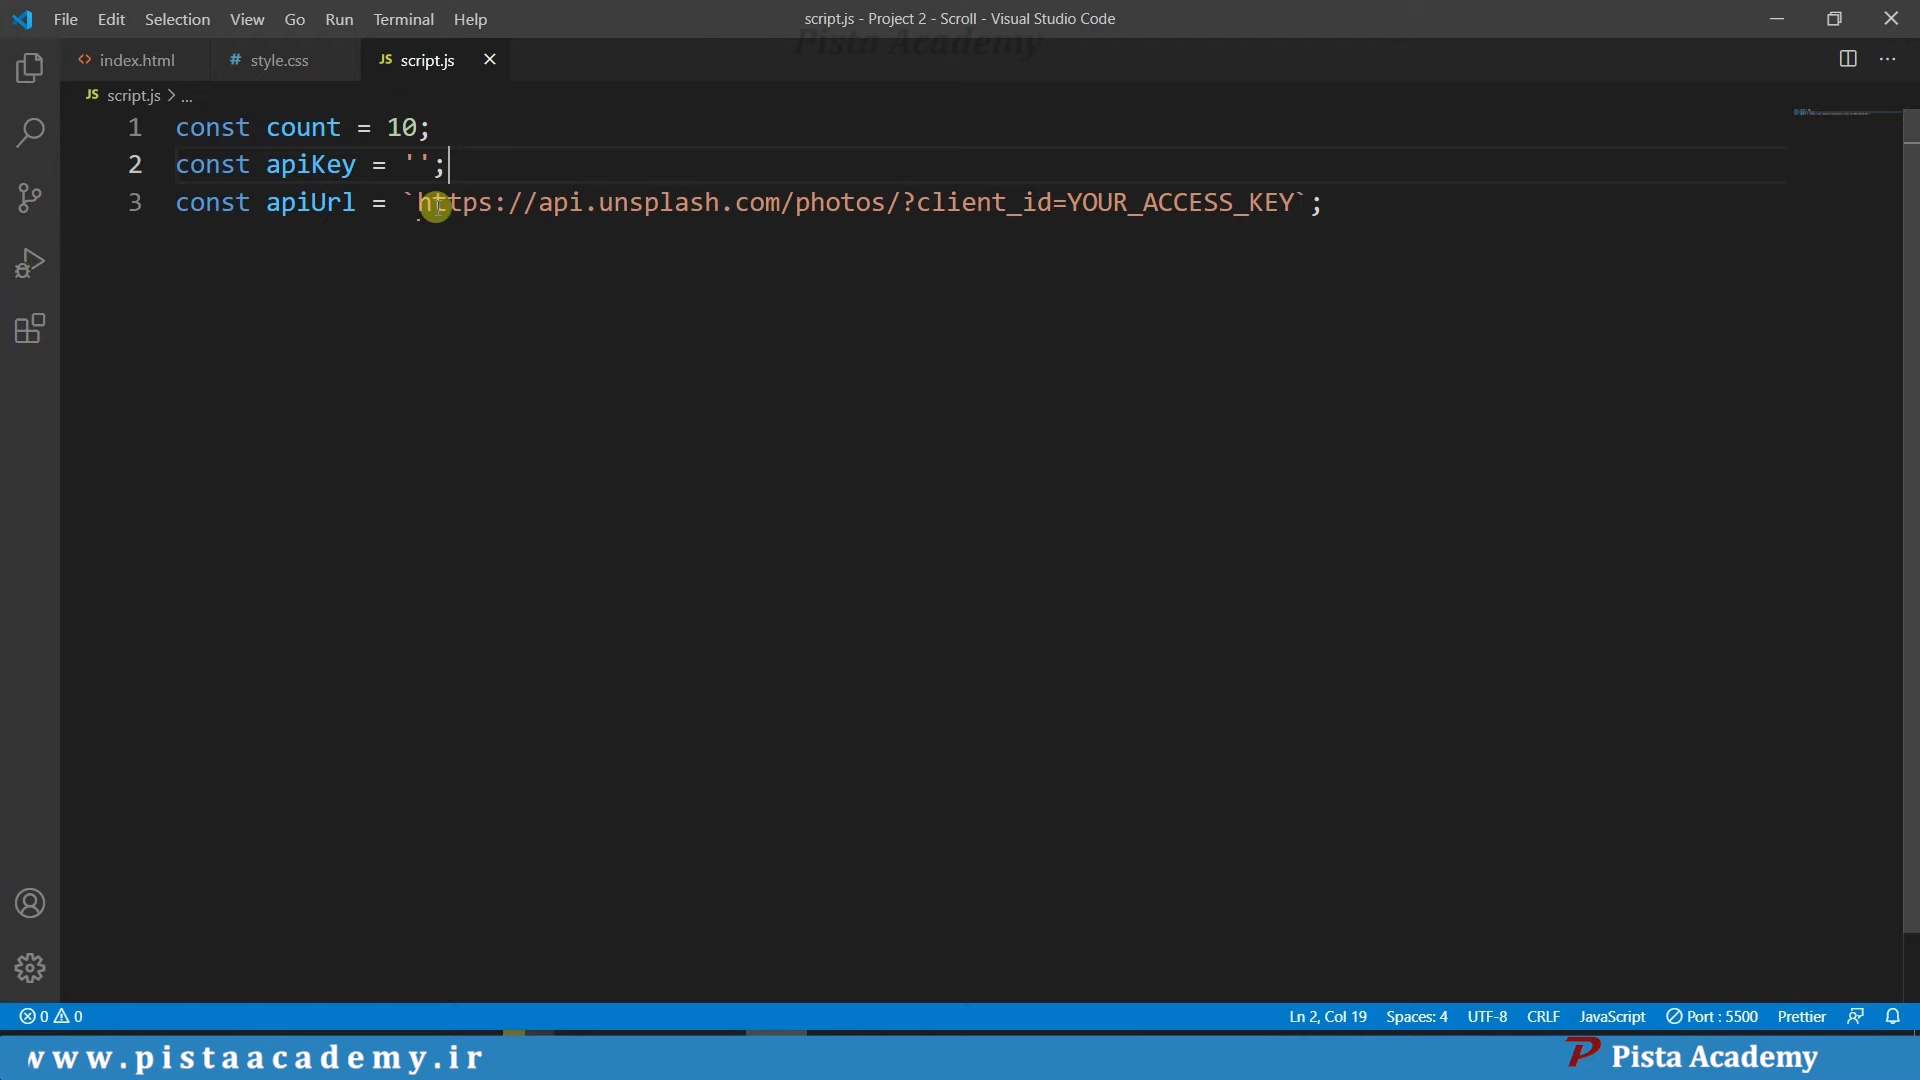 File Edit Selection View Go Run Terminal Help
script.js - Project 2 - Scroll - Visual Studio Code
Pista Academy
<> index.html
# style.css
JS script.js
JS script.js > ...
1 const count = 10;
2 const apiKey = '';
3 const apiUrl = `https://api.unsplash.com/photos/?client_id=YOUR_ACCESS_KEY`;
0 0
Ln 2, Col 19 Spaces: 4 UTF-8 CRLF JavaScript Port : 5500 Prettier
www.pistaacademy.ir
Pista Academy